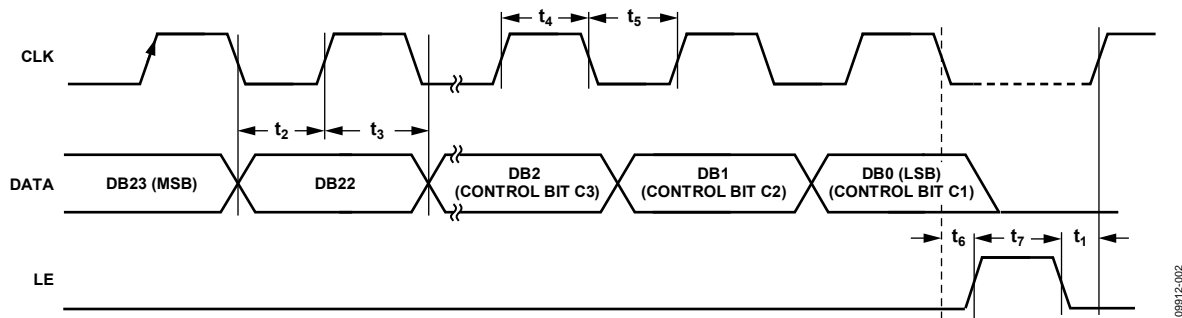 t4
t5
CLK
t2
t3
DATA
DB23 (MSB)
DB22
DB2
(CONTROL BIT C3)
DB1
(CONTROL BIT C2)
DB0 (LSB)
(CONTROL BIT C1)
t6
t7
t1
LE
09912-002